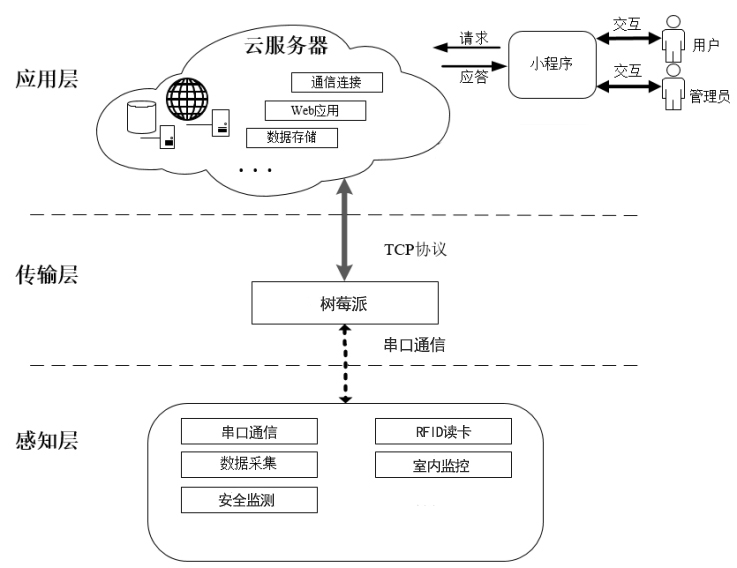 云服务器
请求
交互
用户
应用层
通信连接
小程序
应答
交互
管理员
Web应用
数据存储
...
TCP协议
传输层
树莓派
串口通信
感知层
串口通信
RFID读卡
数据采集
室内监控
安全监测
...